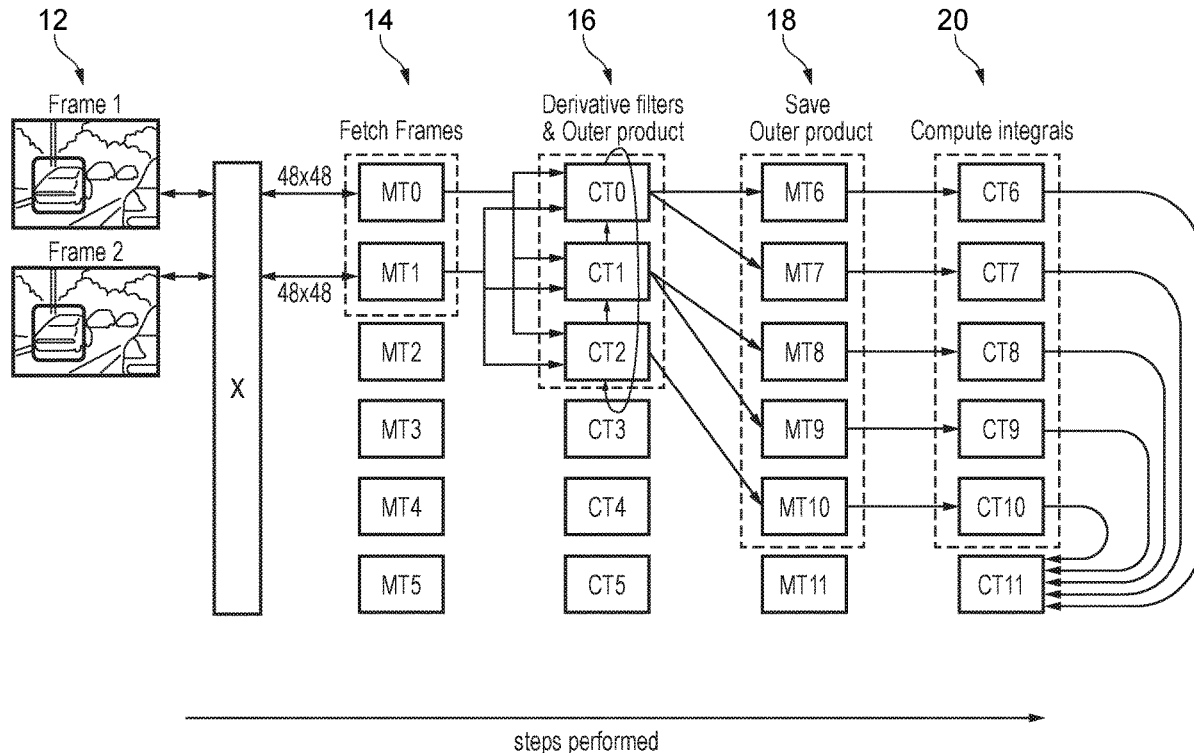 12
14
16
18
20
Frame 1
Frame 2
X
48x48
48x48
Fetch Frames
MT0
MT1
MT2
MT3
MT4
MT5
Derivative filters
& Outer product
CT0
CT1
CT2
CT3
CT4
CT5
Save
Outer product
MT6
MT7
MT8
MT9
MT10
MT11
Compute integrals
CT6
CT7
CT8
CT9
CT10
CT11
steps performed